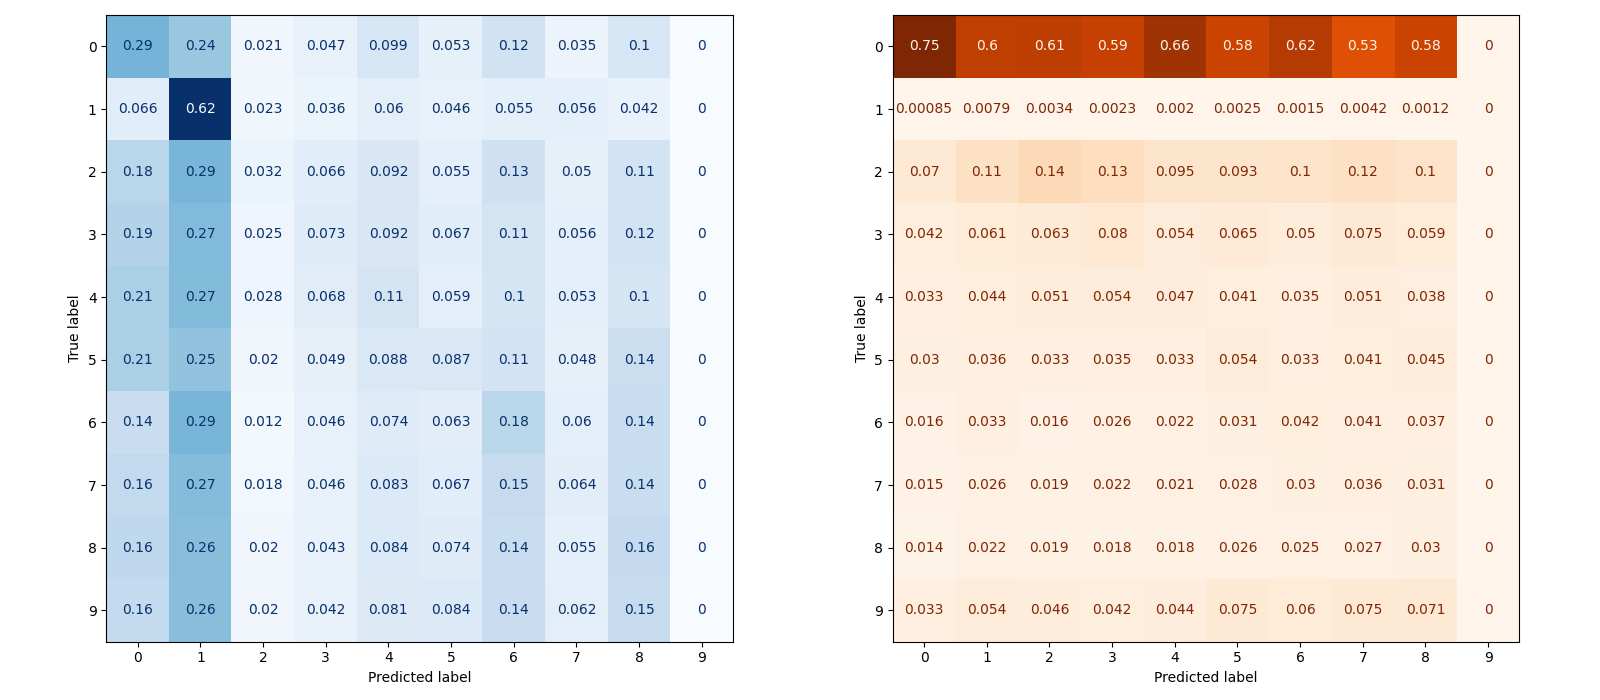 0 0.29 0.24 0.021 0.047 0.099 0.053 0.12 0.035 0.1 0
1 0.066 0.62 0.023 0.036 0.06 0.046 0.055 0.056 0.042 0
2 0.18 0.29 0.032 0.066 0.092 0.055 0.13 0.05 0.11 0
3 0.19 0.27 0.025 0.073 0.092 0.067 0.11 0.056 0.12 0
4 0.21 0.27 0.028 0.068 0.11 0.059 0.1 0.053 0.1 0
5 0.21 0.25 0.02 0.049 0.088 0.087 0.11 0.048 0.14 0
6 0.14 0.29 0.012 0.046 0.074 0.063 0.18 0.06 0.14 0
7 0.16 0.27 0.018 0.046 0.083 0.067 0.15 0.064 0.14 0
8 0.16 0.26 0.02 0.043 0.084 0.074 0.14 0.055 0.16 0
9 0.16 0.26 0.02 0.042 0.081 0.084 0.14 0.062 0.15 0
0 1 2 3 4 5 6 7 8 9
True label
Predicted label
0 0.75 0.6 0.61 0.59 0.66 0.58 0.62 0.53 0.58 0
1 0.00085 0.0079 0.0034 0.0023 0.002 0.0025 0.0015 0.0042 0.0012 0
2 0.07 0.11 0.14 0.13 0.095 0.093 0.1 0.12 0.1 0
3 0.042 0.061 0.063 0.08 0.054 0.065 0.05 0.075 0.059 0
4 0.033 0.044 0.051 0.054 0.047 0.041 0.035 0.051 0.038 0
5 0.03 0.036 0.033 0.035 0.033 0.054 0.033 0.041 0.045 0
6 0.016 0.033 0.016 0.026 0.022 0.031 0.042 0.041 0.037 0
7 0.015 0.026 0.019 0.022 0.021 0.028 0.03 0.036 0.031 0
8 0.014 0.022 0.019 0.018 0.018 0.026 0.025 0.027 0.03 0
9 0.033 0.054 0.046 0.042 0.044 0.075 0.06 0.075 0.071 0
0 1 2 3 4 5 6 7 8 9
True label
Predicted label